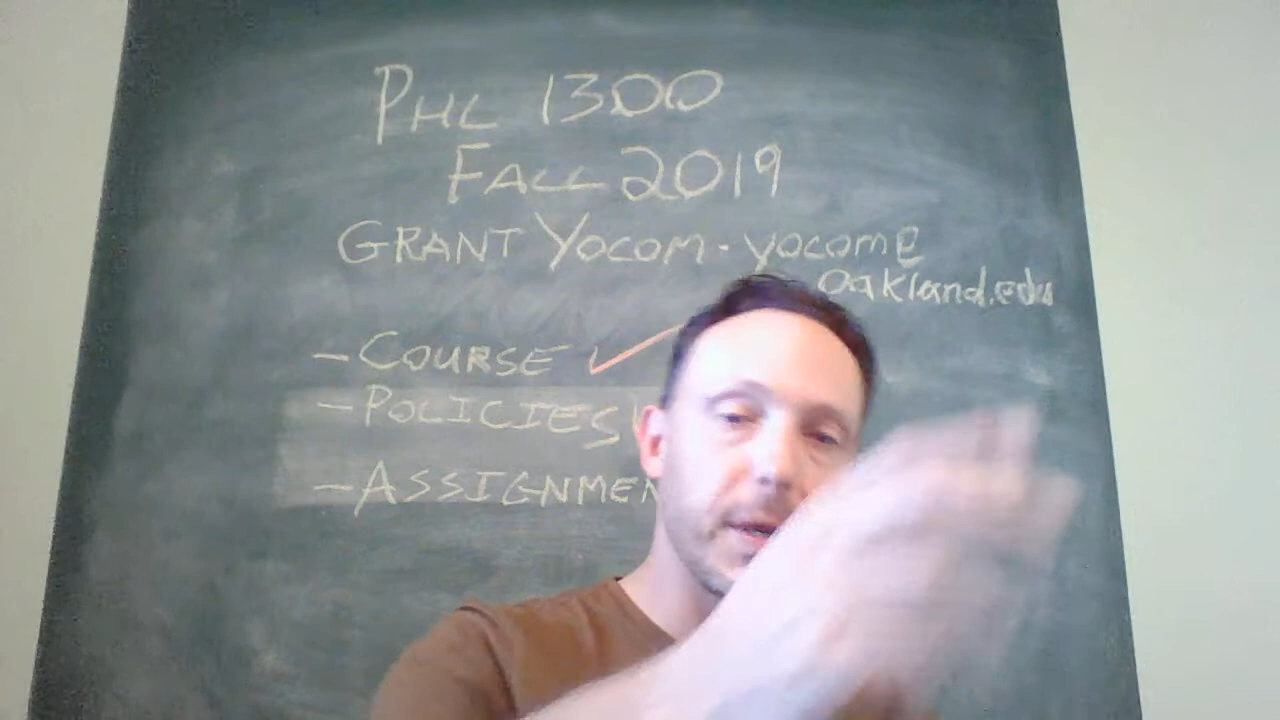 PHL 1300
FALL 2019
GRANT YOCOM - yocom@
oakland.edu
- COURSE ✓
- POLICIES
- ASSIGNMEN